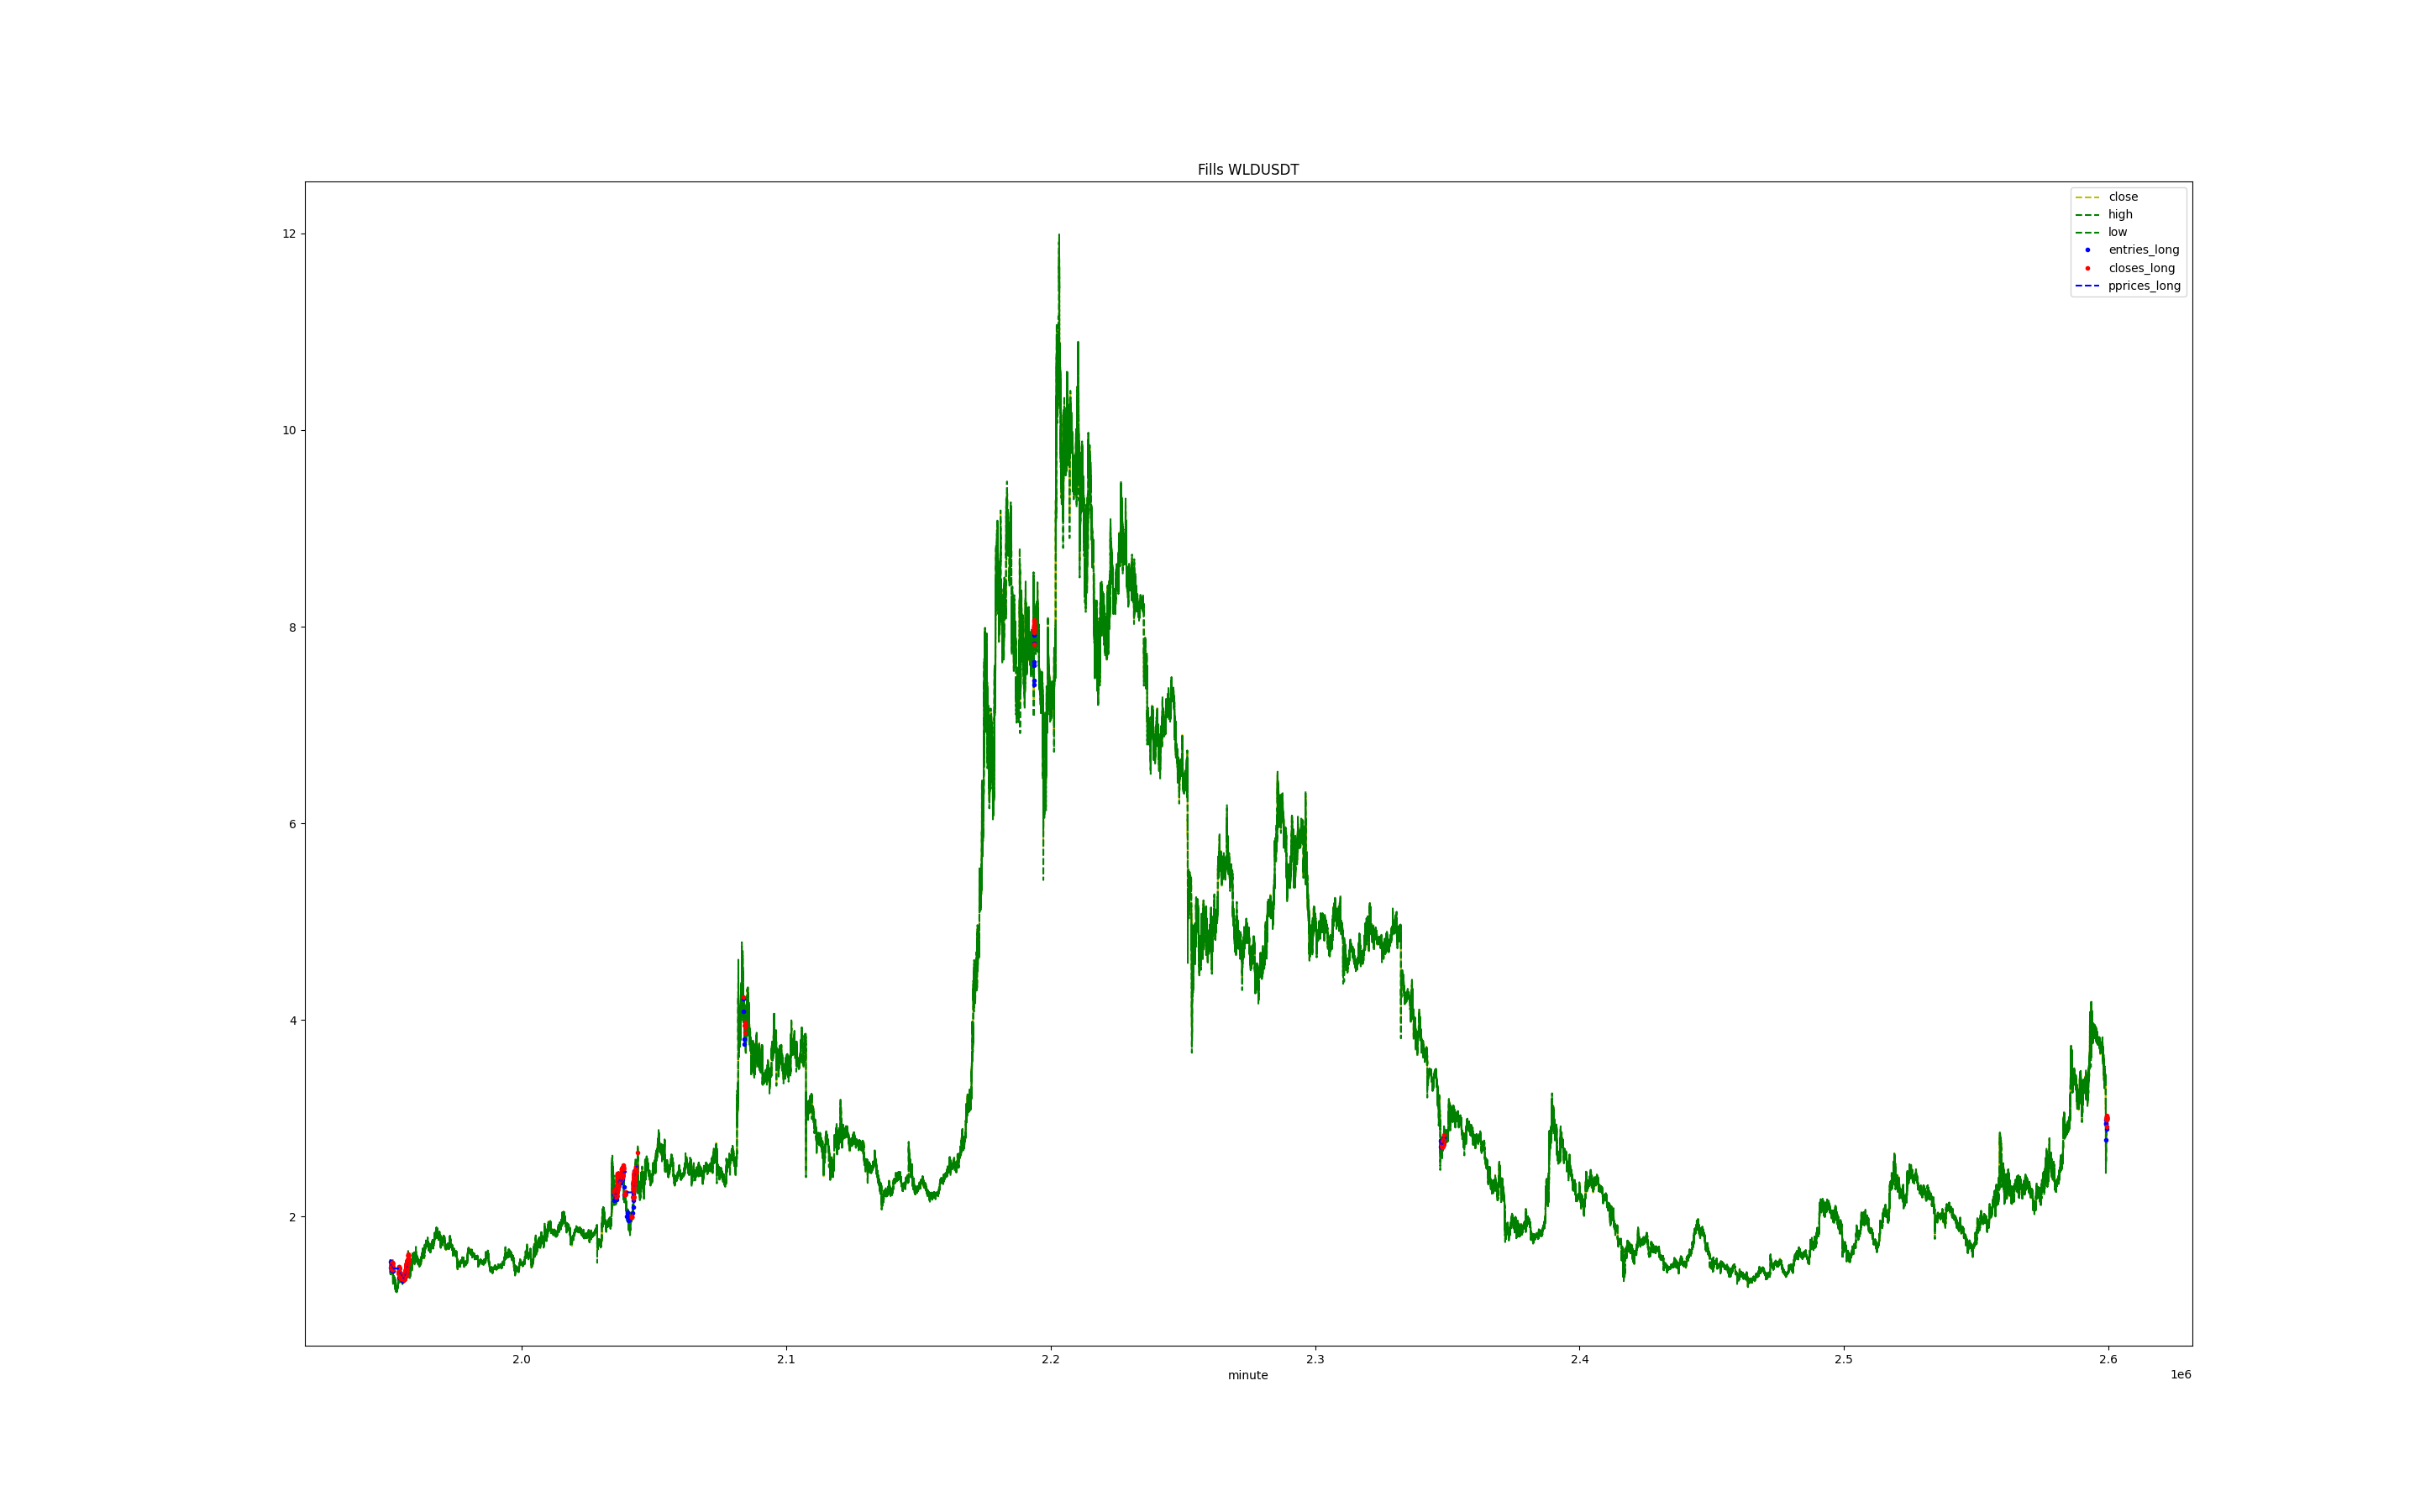 Fills WLDUSDT
close
high
low
entries_long
closes_long
pprices_long
12
10
8
6
4
2
2.0 2.1 2.2 2.3 2.4 2.5 2.6
minute
1e6